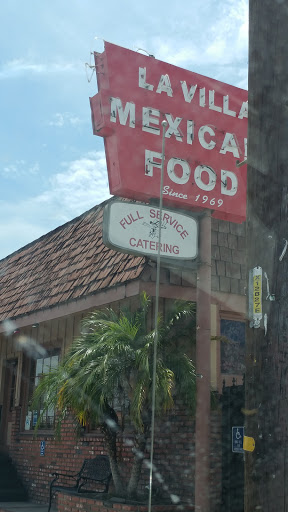 LA VILLA
MEXICAN
FOOD
Since 1969
FULL SERVICE
CATERING